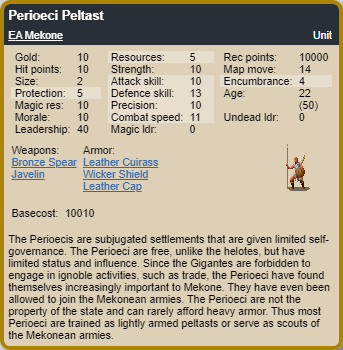 Perioeci Peltast
EA Mekone Unit
Gold: 10 Resources: 5 Rec points: 10000
Hit points: 10 Strength: 10 Map move: 14
Size: 2 Attack skill: 10 Encumbrance: 4
Protection: 5 Defence skill: 13 Age: 22
Magic res: 10 Precision: 10 (50)
Morale: 10 Combat speed: 11 Undead ldr: 0
Leadership: 40 Magic ldr: 0
Weapons: Armor:
Bronze Spear Leather Cuirass
Javelin Wicker Shield
Leather Cap
Basecost: 10010
The Perioecis are subjugated settlements that are given limited self-
governance. The Perioeci are free, unlike the helotes, but have
limited status and influence. Since the Gigantes are forbidden to
engage in ignoble activities, such as trade, the Perioeci have found
themselves increasingly important to Mekone. They have even been
allowed to join the Mekonean armies. The Perioeci are not the
property of the state and can rarely afford heavy armor. Thus most
Perioeci are trained as lightly armed peltasts or serve as scouts of
the Mekonean armies.